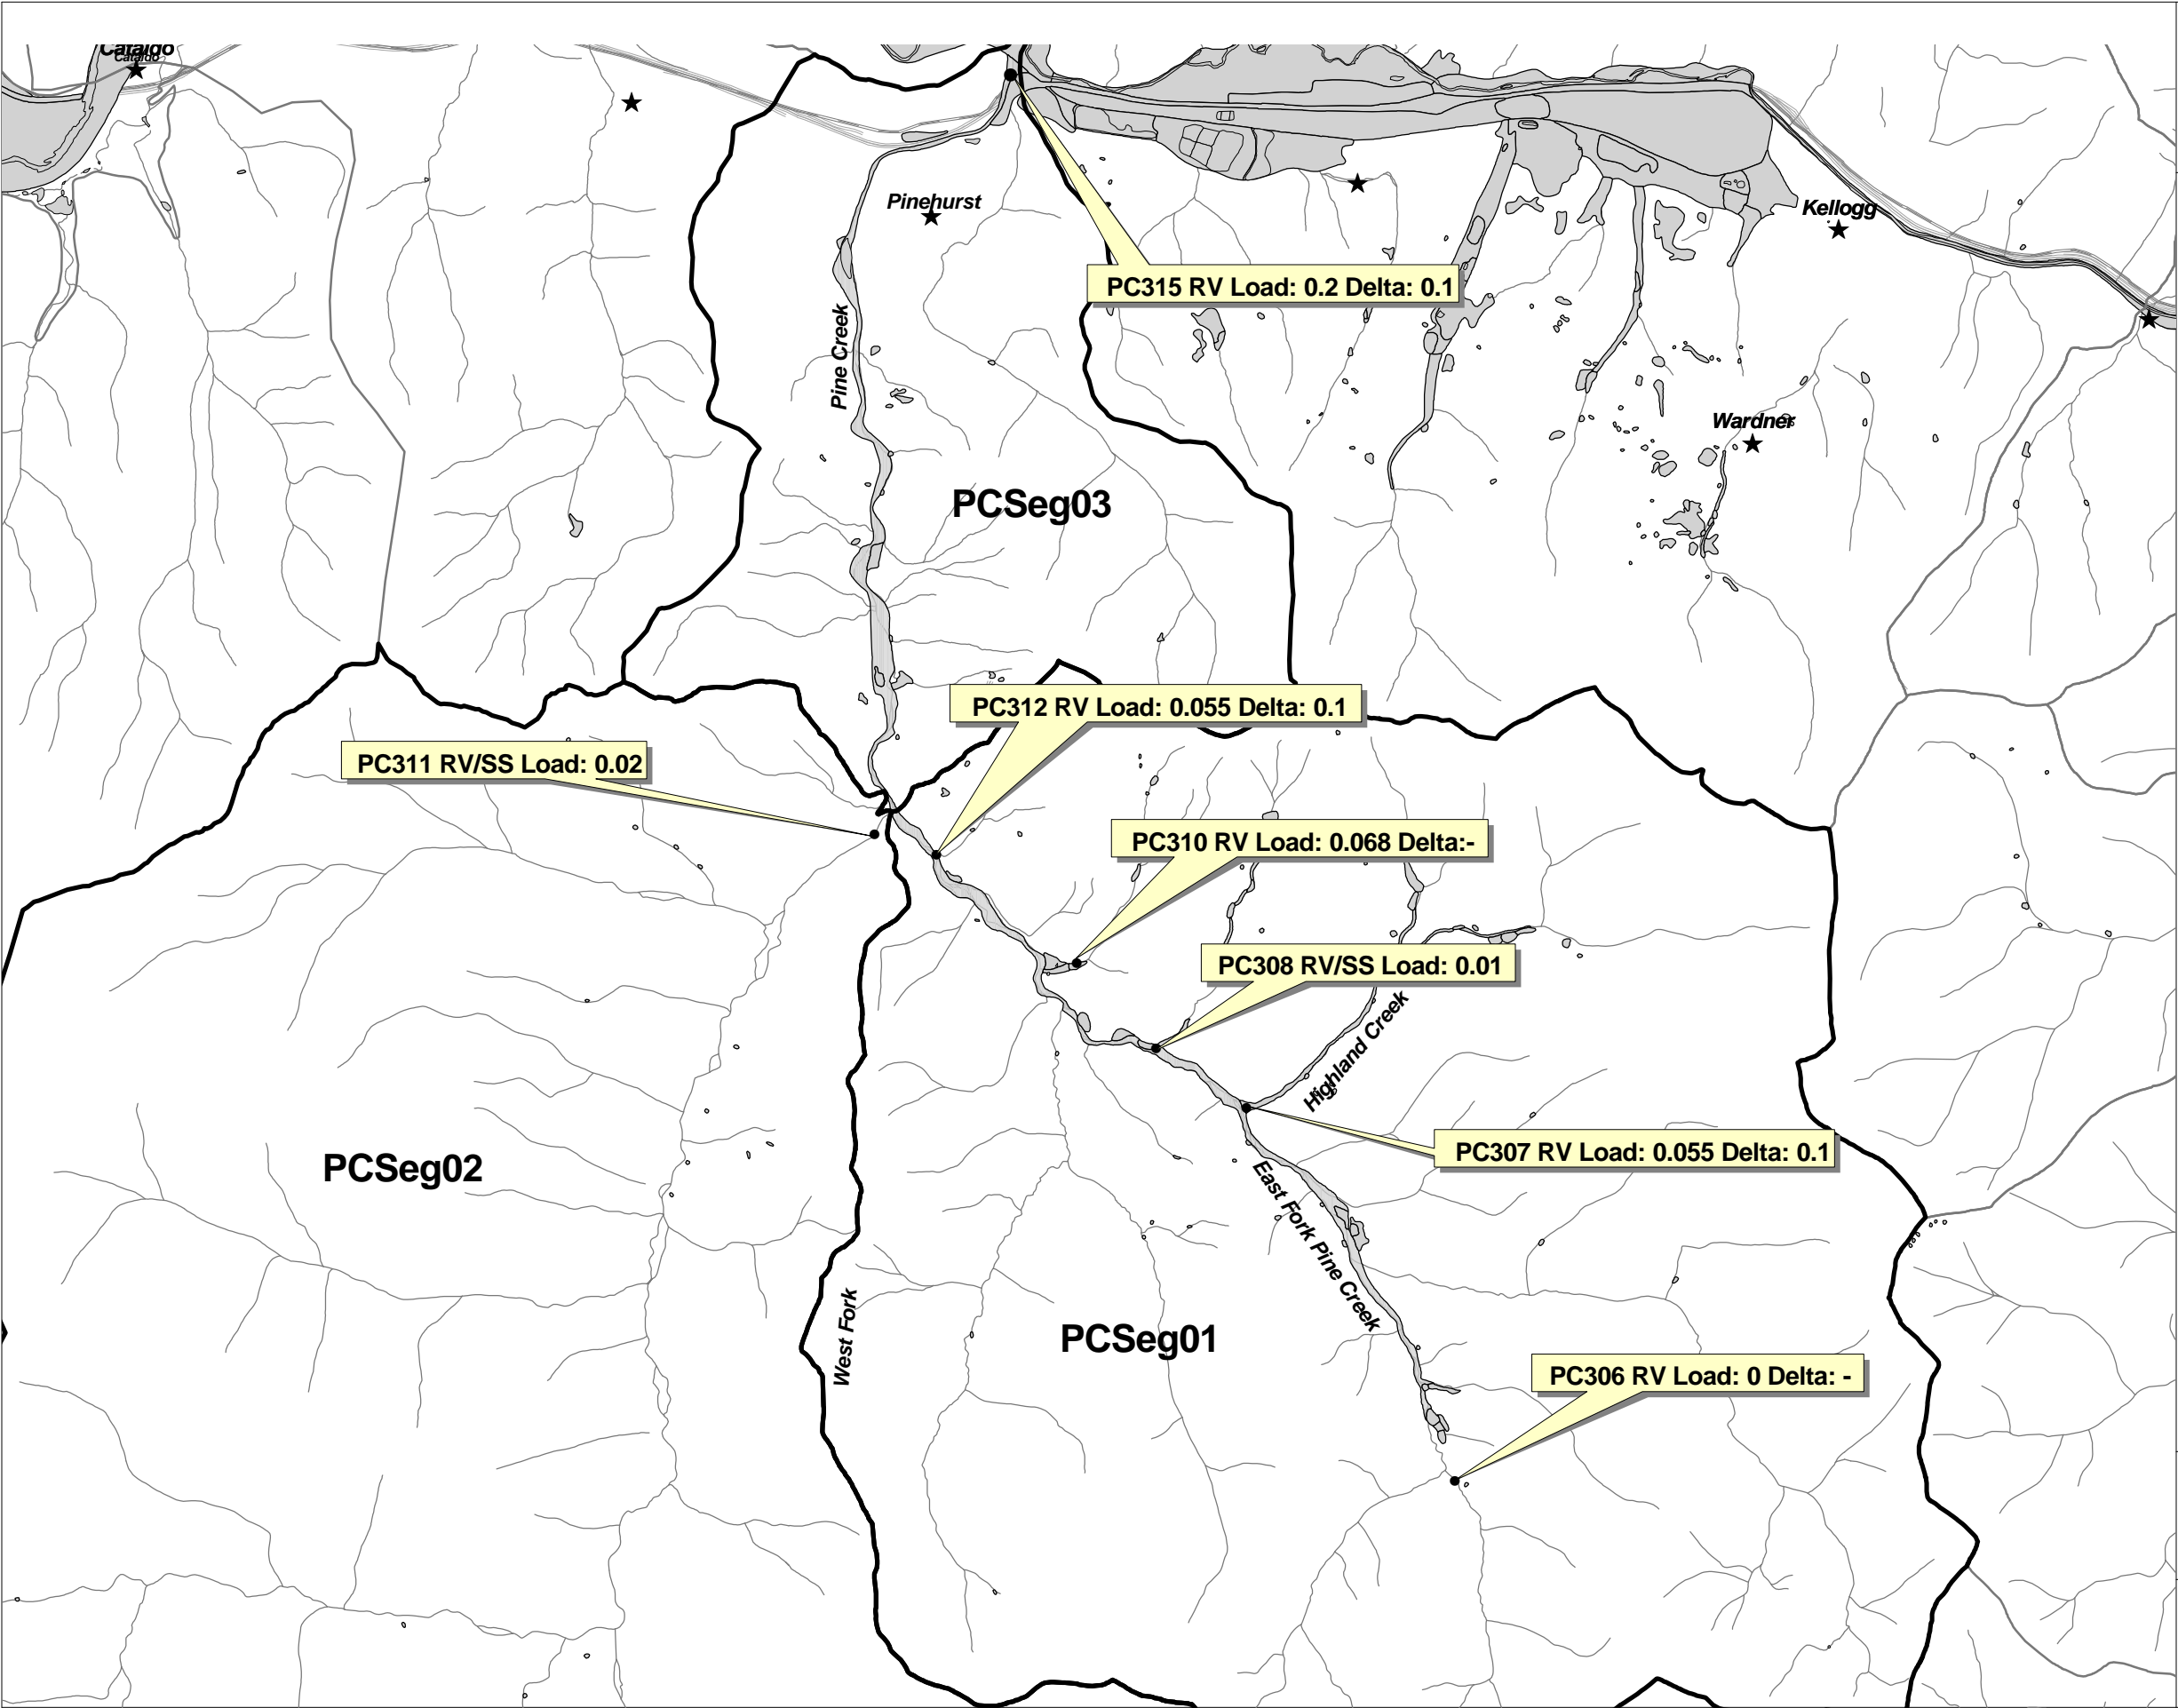 Cataldo
Cataldo
Pinehurst
Kellogg
PC315 RV Load: 0.2 Delta: 0.1
Pine Creek
Wardner
PCSeg03
PC312 RV Load: 0.055 Delta: 0.1
PC311 RV/SS Load: 0.02
PC310 RV Load: 0.068 Delta:-
PC308 RV/SS Load: 0.01
Highland Creek
PC307 RV Load: 0.055 Delta: 0.1
PCSeg02
East Fork Pine Creek
West Fork
PCSeg01
PC306 RV Load: 0 Delta: -